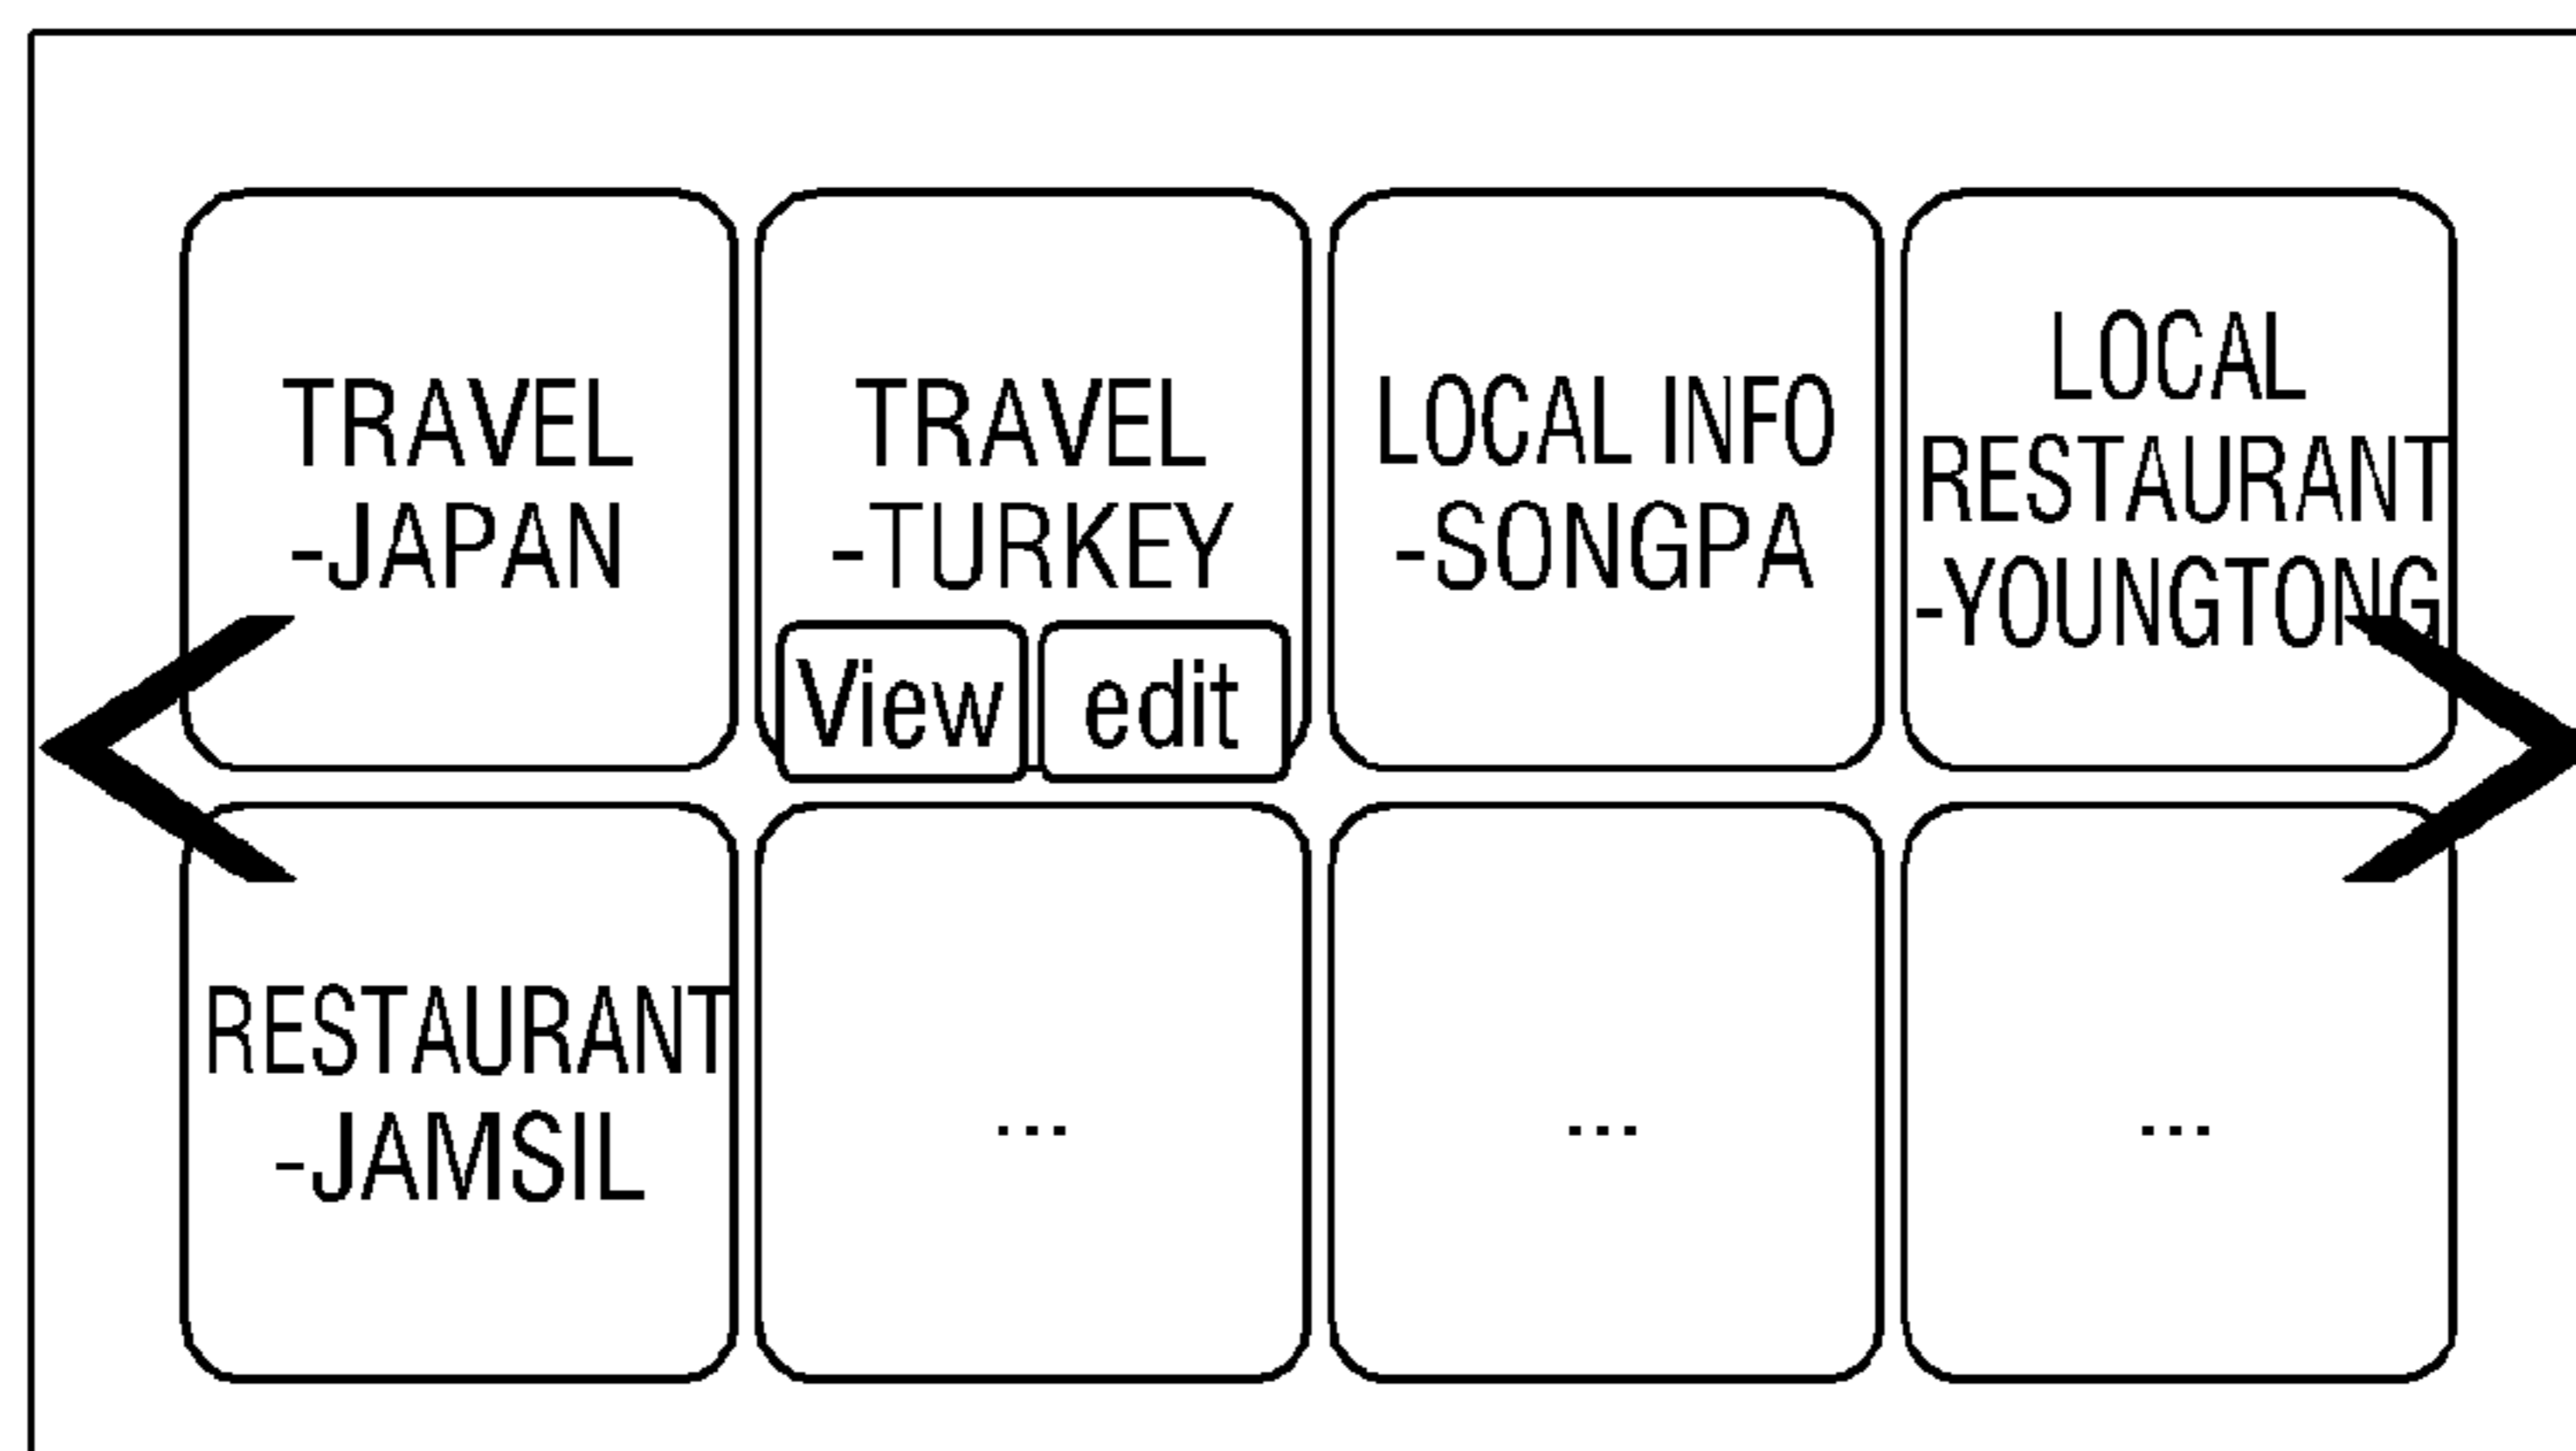 TRAVEL
-JAPAN
TRAVEL
-TURKEY
View edit
LOCAL INFO
-SONGPA
LOCAL
RESTAURANT
-YOUNGTONG
RESTAURANT
-JAMSIL
...
...
...